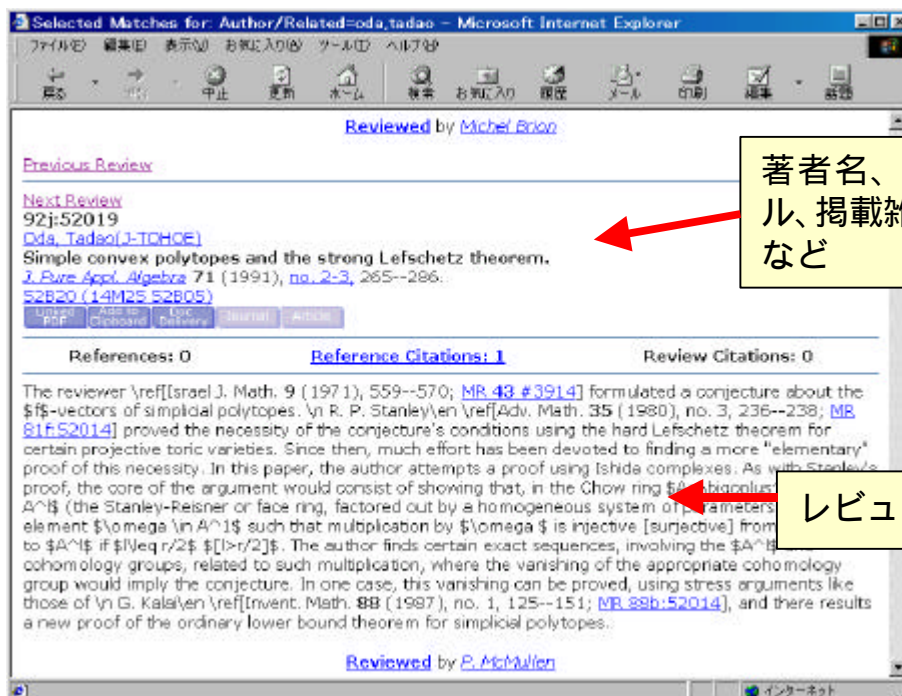 Selected Matches for: Author/Related=oda,tadao - Microsoft Internet Explorer
ファイル(F) 編集(E) 表示(V) お気に入り(A) ツール(T) ヘルプ(H)
戻る 中止 更新 ホーム 検索 お気に入り 履歴 メール 印刷 編集 話題
Reviewed by Michel Brion
Previous Review
Next Review
92j:52019
Oda, Tadao(J-TOHOE)
Simple convex polytopes and the strong Lefschetz theorem.
J. Pure Appl. Algebra 71 (1991), no. 2-3, 265--286.
52B20 (14M25 52B05)
Linked PDF Add to Clipboard Doc Delivery Journal Article
著者名、
ル、掲載雑
など
References: 0 Reference Citations: 1 Review Citations: 0
The reviewer \ref[[Israel J. Math. 9 (1971), 559--570; MR 43 #3914] formulated a conjecture about the
$f$-vectors of simplicial polytopes. \n R. P. Stanley\en \ref[Adv. Math. 35 (1980), no. 3, 236--238; MR
81f:52014] proved the necessity of the conjecture's conditions using the hard Lefschetz theorem for
certain projective toric varieties. Since then, much effort has been devoted to finding a more "elementary"
proof of this necessity. In this paper, the author attempts a proof using Ishida complexes. As with Stanley's
proof, the core of the argument would consist of showing that, in the Chow ring
A^l$ (the Stanley-Reisner or face ring, factored out by a homogeneous system of parameters
element $\omega \in A^1$ such that multiplication by $\omega $ is injective [surjective] from
to $A^l$ if $l\leq r/2$ $[l>r/2]$. The author finds certain exact sequences, involving the $A^l$ and
cohomology groups, related to such multiplication, where the vanishing of the appropriate cohomology
group would imply the conjecture. In one case, this vanishing can be proved, using stress arguments like
those of \n G. Kalai\en \ref[Invent. Math. 88 (1987), no. 1, 125--151; MR 88b:52014], and there results
a new proof of the ordinary lower bound theorem for simplicial polytopes.
レビュ
Reviewed by P. McMullen
インターネット